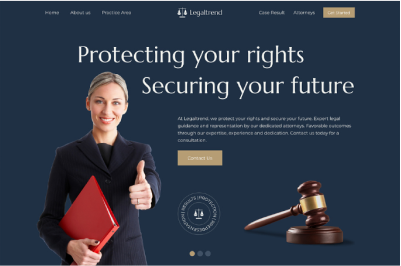 Home About us Practice Area Legaltrend Case Result Attorneys Get Started
Protecting your rights
Securing your future
At Legaltrend, we protect your rights and secure your future. Expert legal
guidance and representation by our dedicated attorneys. Favorable outcomes
through our expertise, experience and dedication. Contact us today for a
consultation.
Contact Us